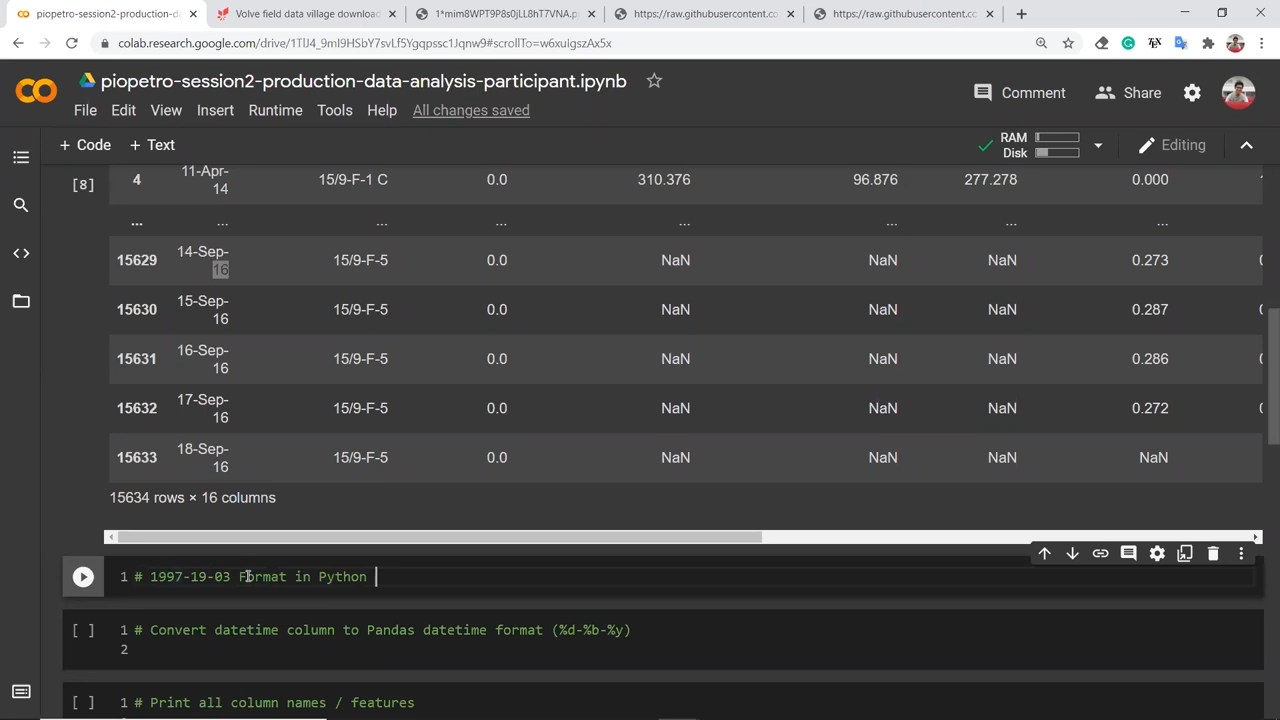 piopetro-session2-production-d
Volve field data village download
1*mim8WPT9P8s0jLL8hT7VNA.p
https://raw.githubusercontent.co
https://raw.githubusercontent.cc
colab.research.google.com/drive/1TlJ4_9mI9HSbY7svLf5Ygqpssc1Jqnw9#scrollTo=w6xuIgszAx5x
piopetro-session2-production-data-analysis-participant.ipynb
Comment
Share
File Edit View Insert Runtime Tools Help All changes saved
+ Code + Text
RAM
Disk
Editing
[8]
4 11-Apr-14 15/9-F-1 C 0.0 310.376 96.876 277.278 0.000
... ... ... ... ... ... ... ...
15629 14-Sep-16 15/9-F-5 0.0 NaN NaN NaN 0.273
15630 15-Sep-16 15/9-F-5 0.0 NaN NaN NaN 0.287
15631 16-Sep-16 15/9-F-5 0.0 NaN NaN NaN 0.286
15632 17-Sep-16 15/9-F-5 0.0 NaN NaN NaN 0.272
15633 18-Sep-16 15/9-F-5 0.0 NaN NaN NaN NaN
15634 rows × 16 columns
1 # 1997-19-03 Format in Python
[ ] 1 # Convert datetime column to Pandas datetime format (%d-%b-%y)
2
[ ] 1 # Print all column names / features